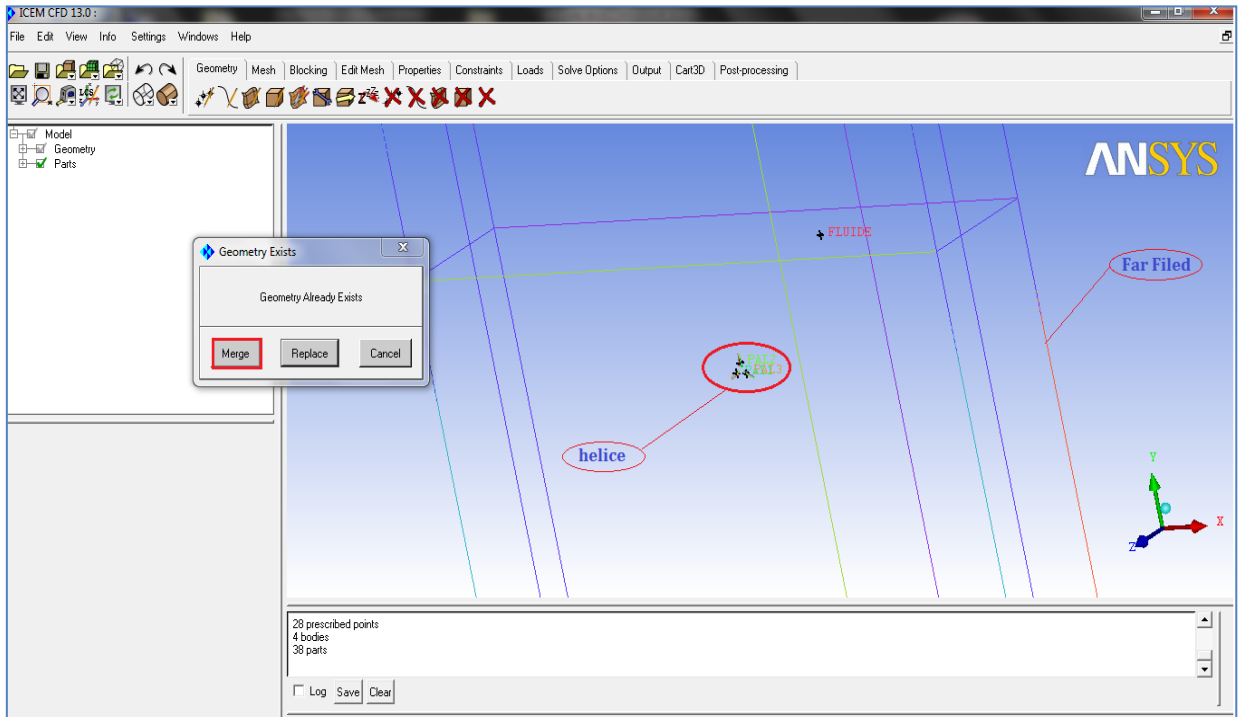 ICEM CFD 13.0 :
File Edit View Info Settings Windows Help
Geometry Mesh Blocking Edit Mesh Properties Constraints Loads Solve Options Output Cart3D Post-processing
Model
Geometry
Parts
ANSYS
FLUIDE
Far Filed
Geometry Exists
Geometry Already Exists
Merge Replace Cancel
PAL2
PAL3
helice
Y
X
Z
28 prescribed points
4 bodies
38 parts
Log Save Clear